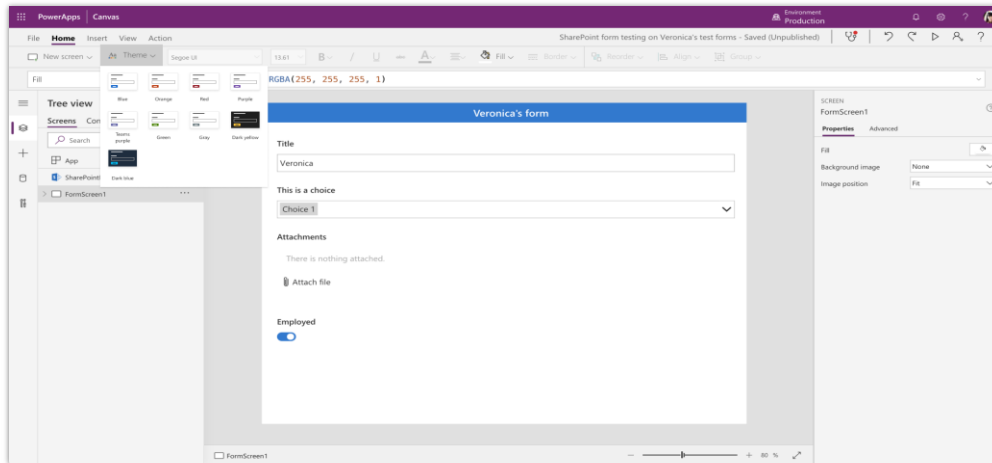 PowerApps | Canvas
Environment
Production
File Home Insert View Action
SharePoint form testing on Veronica's test forms - Saved (Unpublished)
New screen Theme Segoe UI 13.61 B / U A Fill Border Reorder Align Group
Fill
RGBA(255, 255, 255, 1)
Blue Orange Red Purple
Teams purple Green Gray Dark yellow
Dark blue
Tree view
Screens Com
Search
App
SharePoint
FormScreen1
Veronica's form
Title
Veronica
This is a choice
Choice 1
Attachments
There is nothing attached.
Attach file
Employed
SCREEN
FormScreen1
Properties Advanced
Fill
Background image None
Image position Fit
FormScreen1
80 %